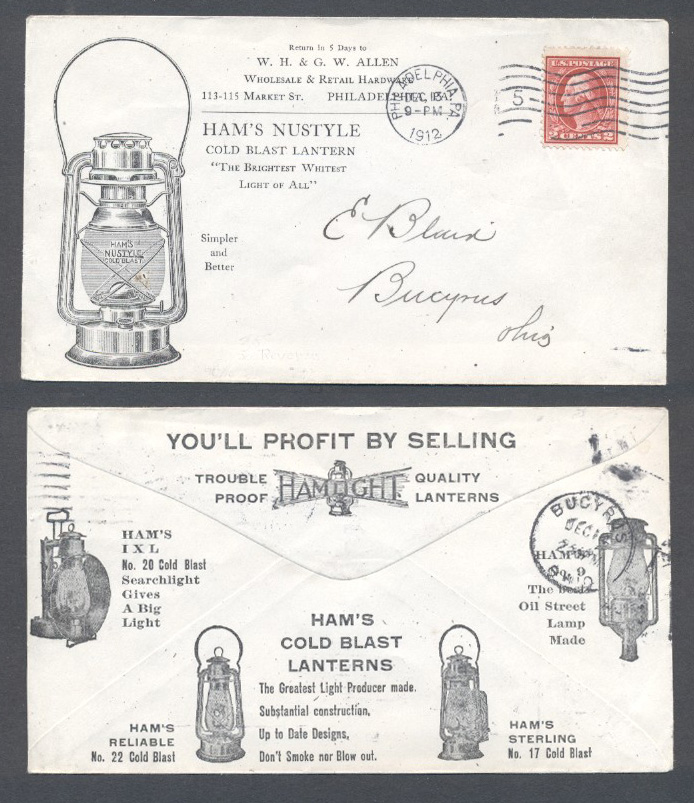 Return in 5 Days to
W. H. & G. W. ALLEN
WHOLESALE & RETAIL HARDWARE
113-115 MARKET ST. PHILADELPHIA, PA.
HAM'S NUSTYLE
COLD BLAST LANTERN
"THE BRIGHTEST WHITEST
LIGHT OF ALL"
Simpler
and
Better
HAM'S
NUSTYLE
COLD BLAST
PHILADELPHIA, PA.
DEC 13
9-PM
1912
5
U.S. POSTAGE
2 CENTS 2
E Blair
Bucyrus
Ohio
YOU'LL PROFIT BY SELLING
TROUBLE
PROOF
HAMLIGHT
QUALITY
LANTERNS
HAM'S
I X L
No. 20 Cold Blast
Searchlight
Gives
A Big
Light
BUCYRUS
DEC
OHIO
HAM'S
No. 9
The Best
Oil Street
Lamp
Made
HAM'S
COLD BLAST
LANTERNS
The Greatest Light Producer made.
Substantial construction,
Up to Date Designs,
Don't Smoke nor Blow out.
HAM'S
RELIABLE
No. 22 Cold Blast
HAM'S
STERLING
No. 17 Cold Blast